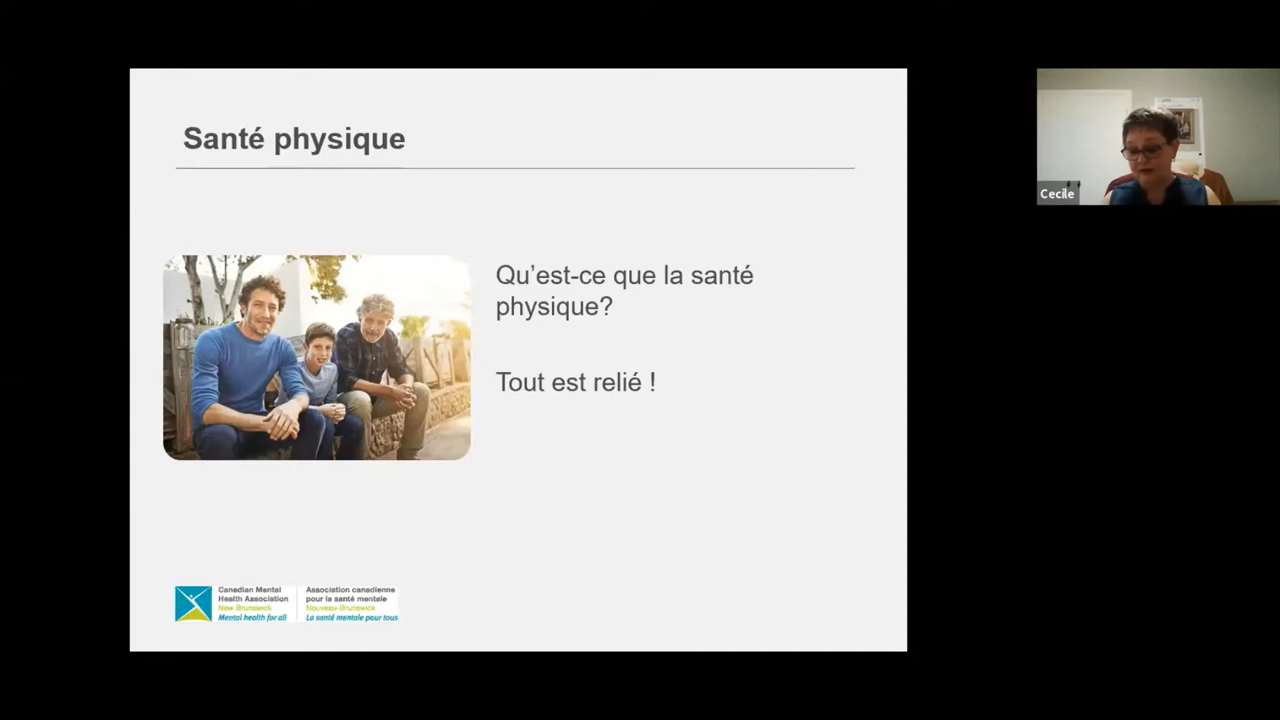 Santé physique
Qu'est-ce que la santé
physique?
Tout est relié !
Cecile
Canadian Mental
Health Association
New Brunswick
Mental health for all
Association canadienne
pour la santé mentale
Nouveau-Brunswick
La santé mentale pour tous